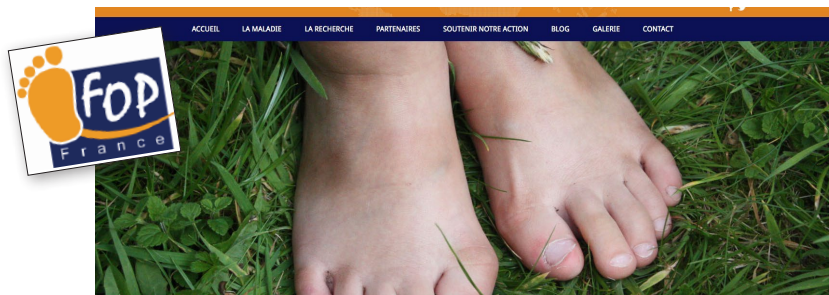 ACCUEIL LA MALADIE LA RECHERCHE PARTENAIRES SOUTENIR NOTRE ACTION BLOG GALERIE CONTACT
FOP
France